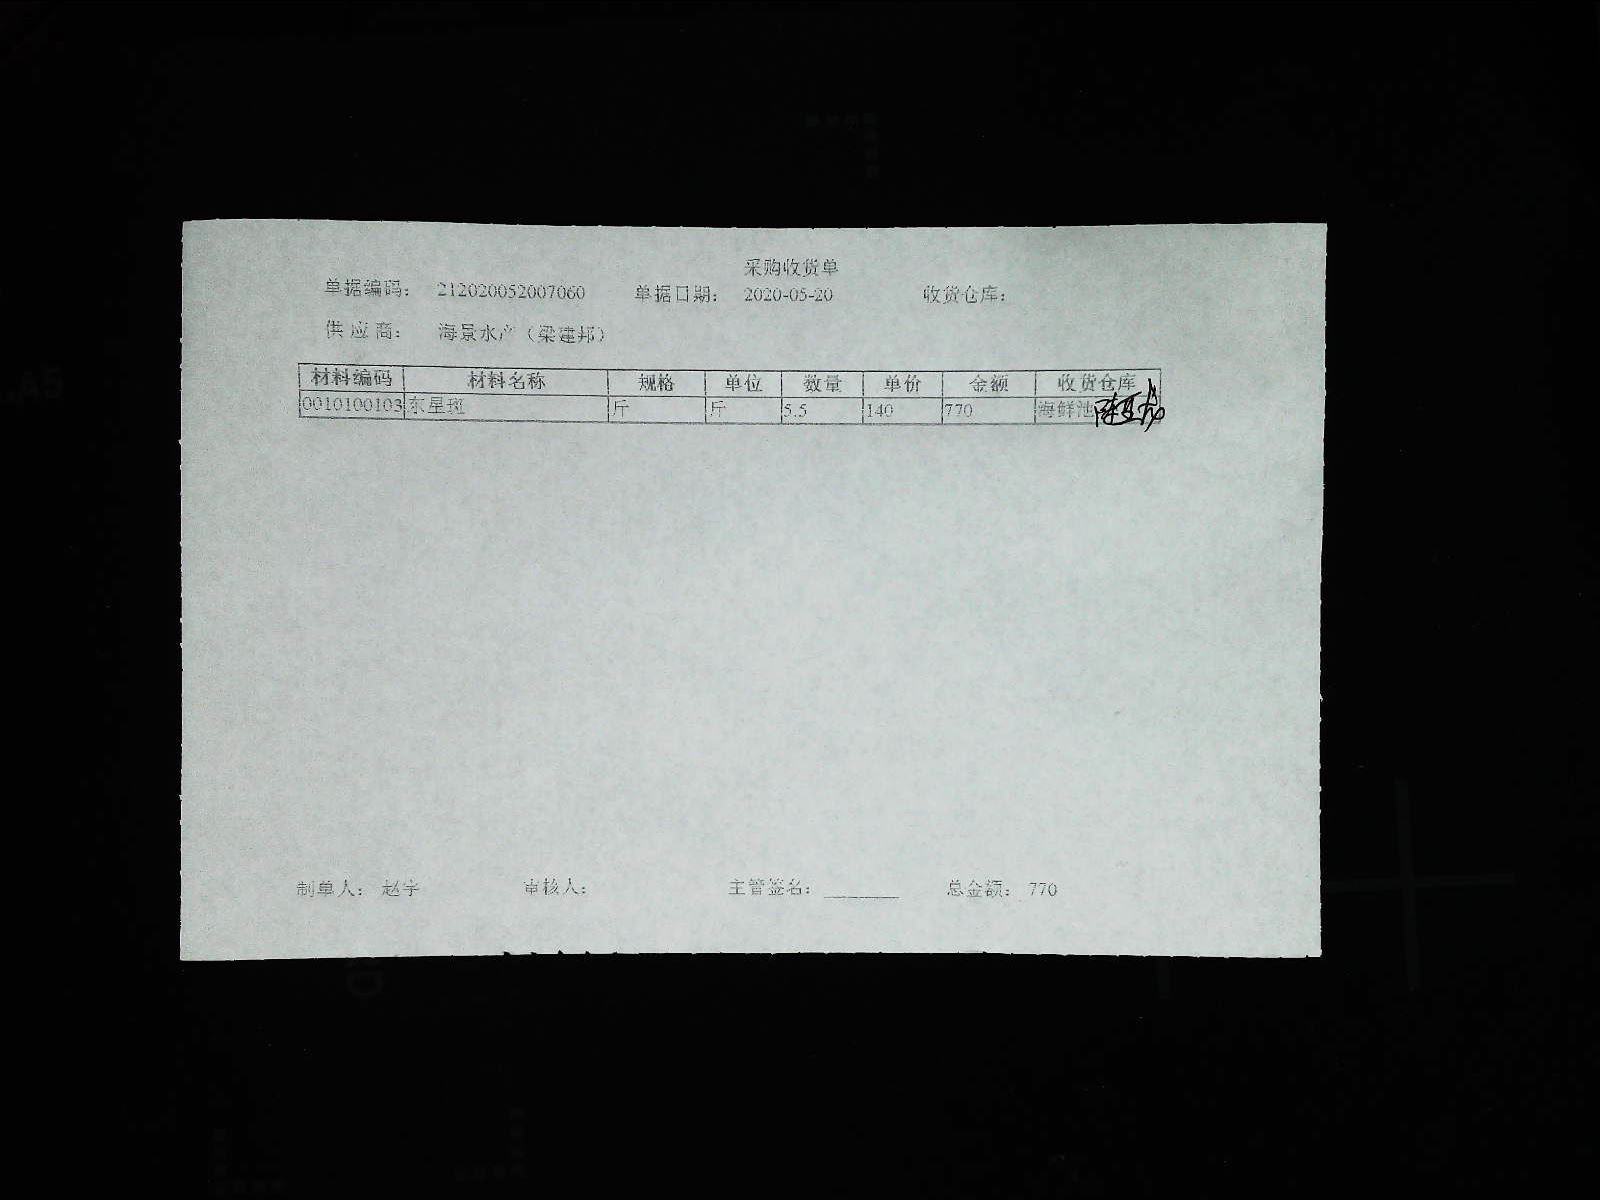 采购收货单
单据编码: 212020052007060 单据日期: 2020-05-20 收货仓库:
供应商: 海景水产（梁建邦）
材料编码 材料名称 规格 单位 数量 单价 金额 收货仓库
0010100103 东星斑 斤 斤 5.5 140 770 海鲜池
制单人: 赵宇 审核人: 主管签名: 总金额: 770